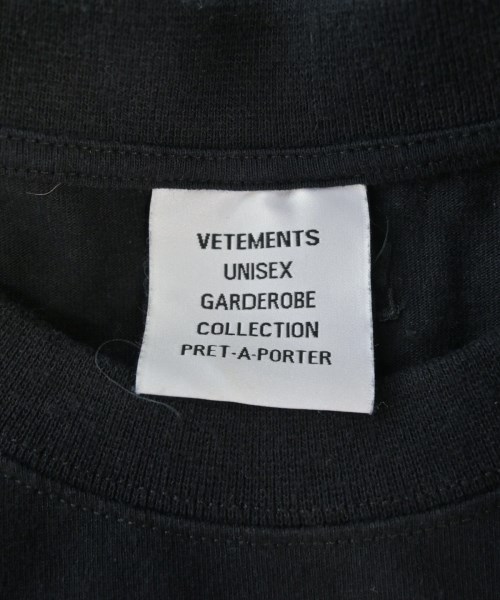 VETEMENTS
UNISEX
GARDEROBE
COLLECTION
PRET-A-PORTER